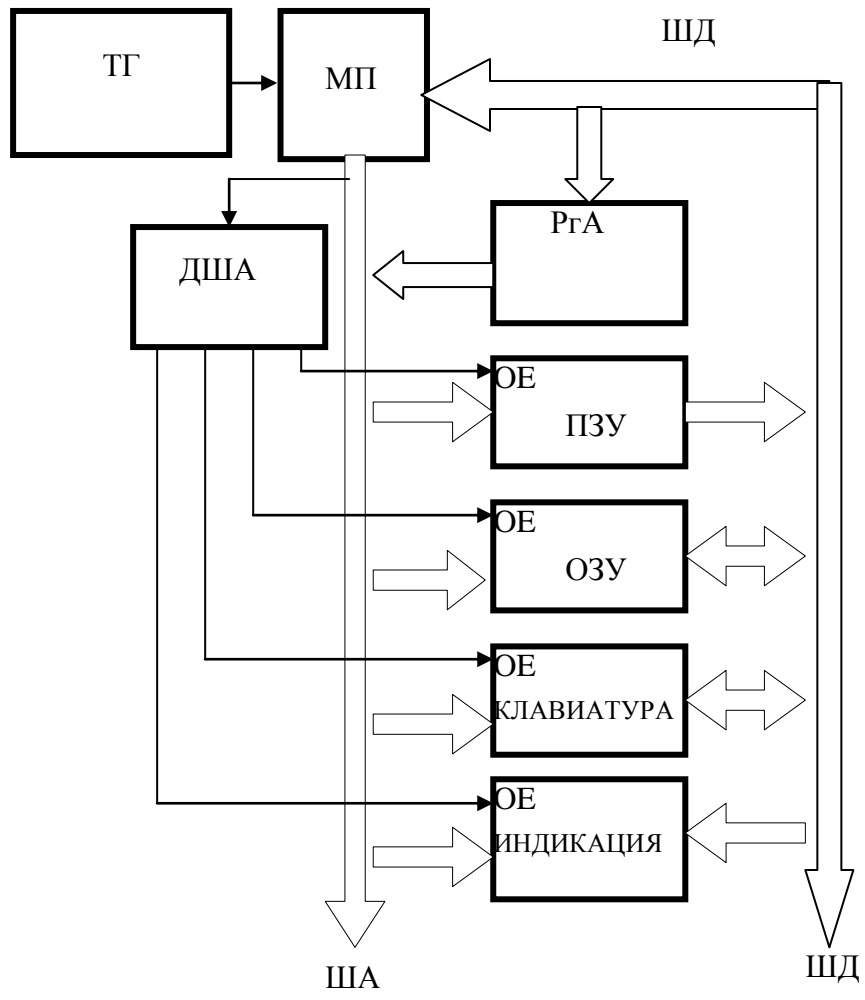 ШД
ТГ
МП
РгА
ДША
ОЕ
ПЗУ
ОЕ
ОЗУ
ОЕ
КЛАВИАТУРА
ОЕ
ИНДИКАЦИЯ
ША
ШД